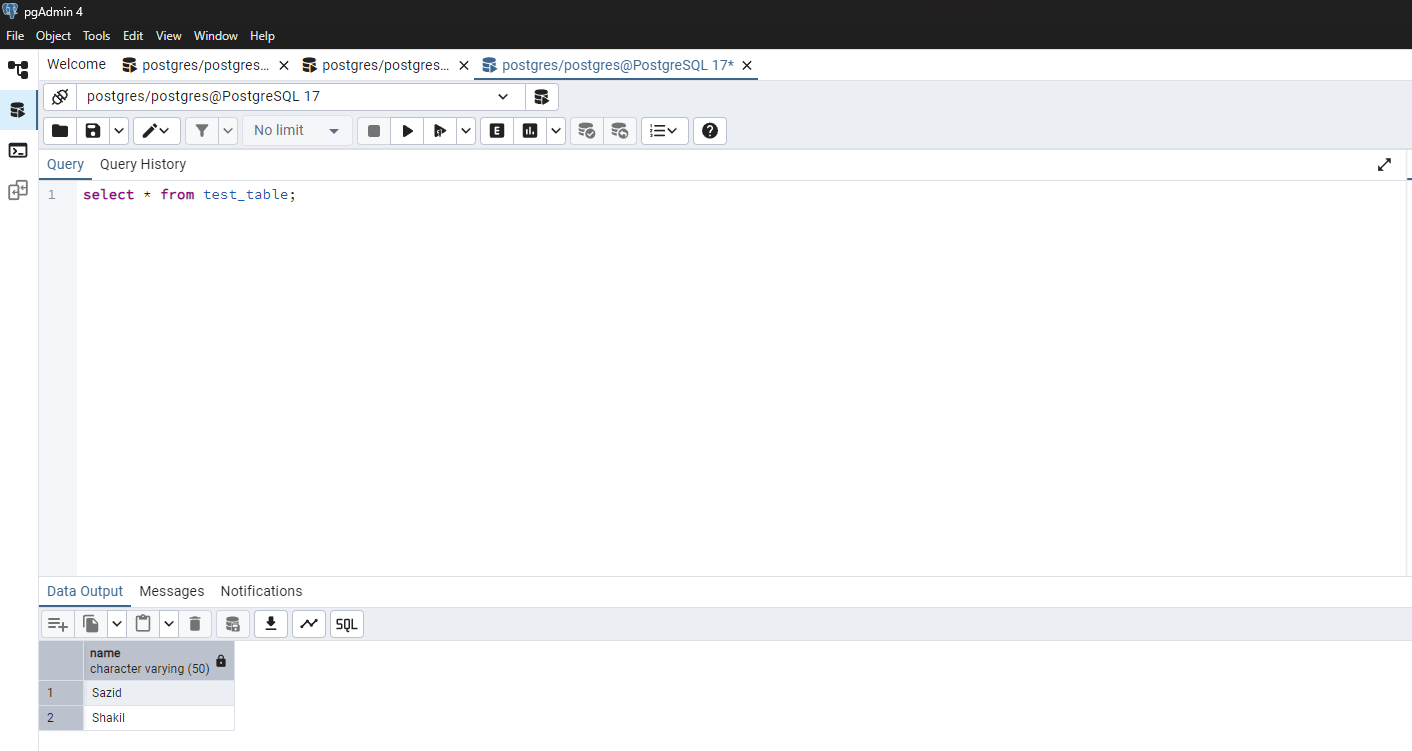 pgAdmin 4
File Object Tools Edit View Window Help
Welcome postgres/postgres... postgres/postgres... postgres/postgres@PostgreSQL 17*
postgres/postgres@PostgreSQL 17
No limit E
Query Query History
1 select * from test_table;
Data Output Messages Notifications
SQL
name
character varying (50)
1 Sazid
2 Shakil